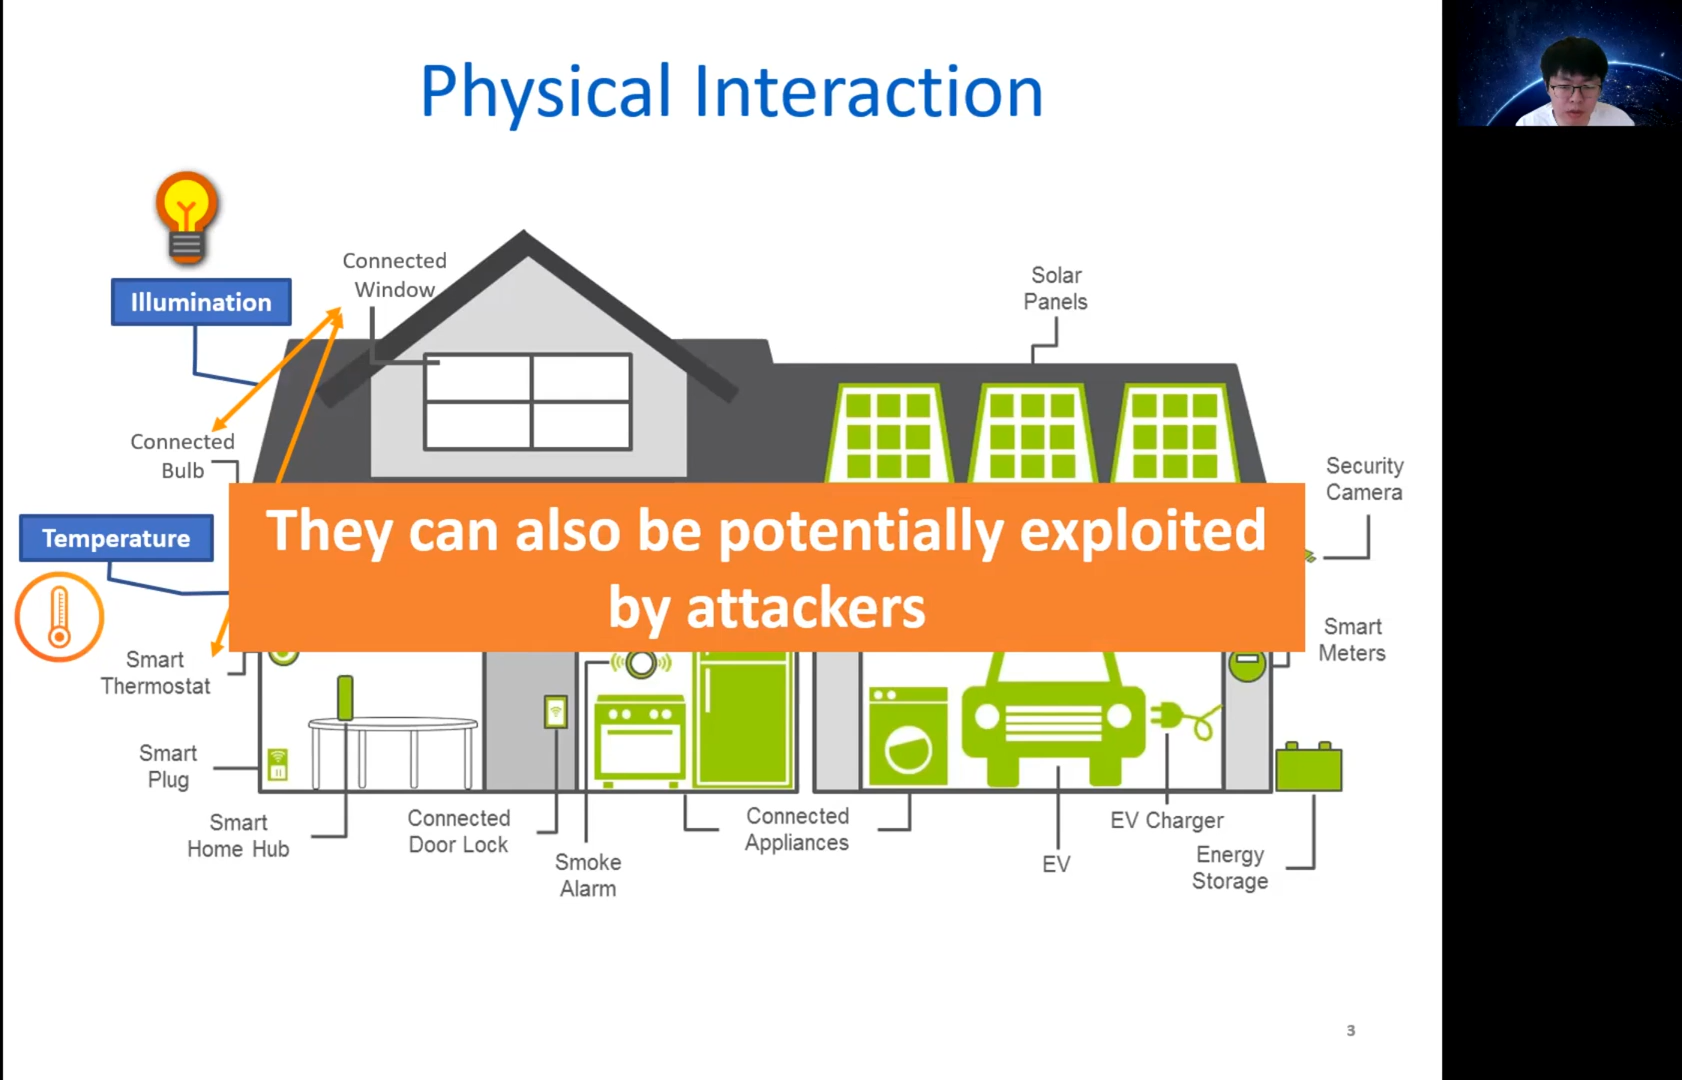 Physical Interaction
Connected
Window
Solar
Panels
Illumination
Connected
Bulb
Security
Camera
Temperature
They can also be potentially exploited
by attackers
Smart
Meters
Smart
Thermostat
Smart
Plug
Smart
Home Hub
Connected
Door Lock
Smoke
Alarm
Connected
Appliances
EV
EV Charger
Energy
Storage
3